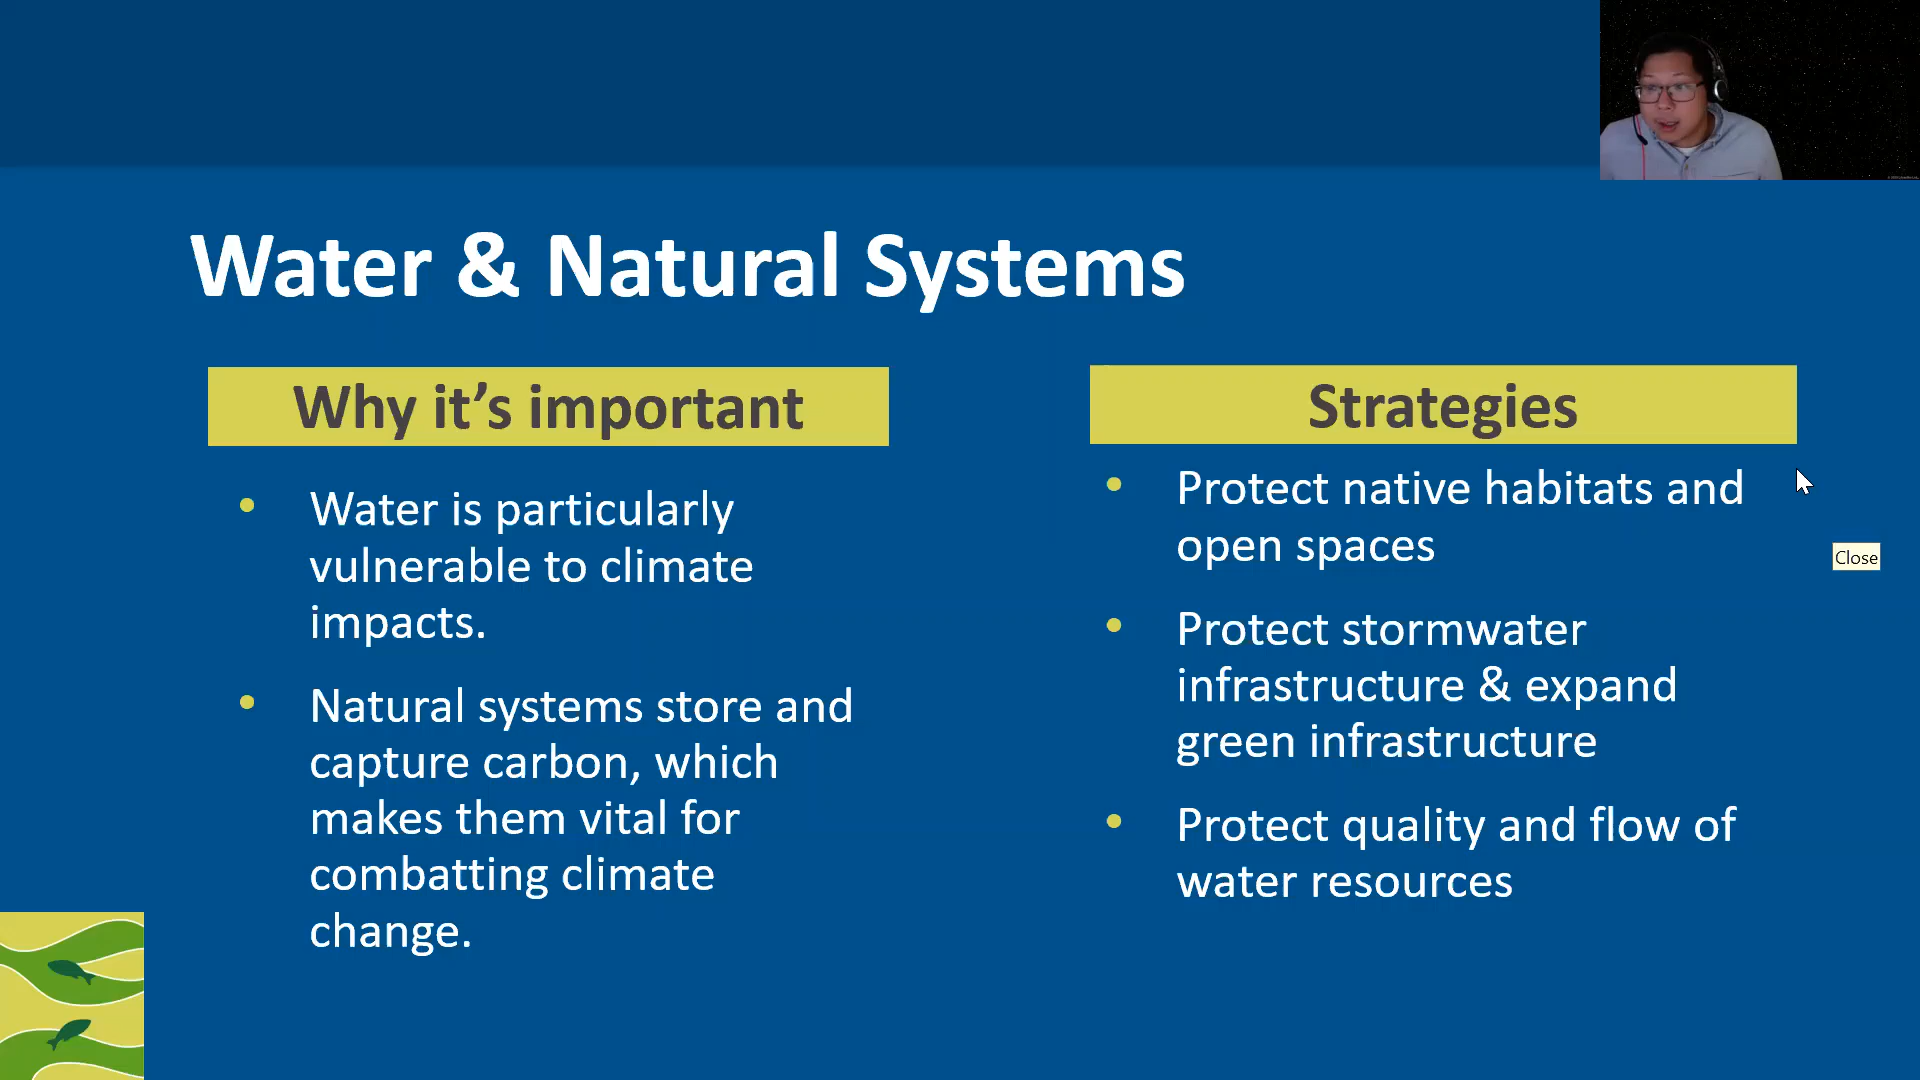 Water & Natural Systems
Why it’s important
Water is particularly
vulnerable to climate
impacts.
Natural systems store and
capture carbon, which
makes them vital for
combatting climate
change.
Strategies
Protect native habitats and
open spaces
Protect stormwater
infrastructure & expand
green infrastructure
Protect quality and flow of
water resources
Close